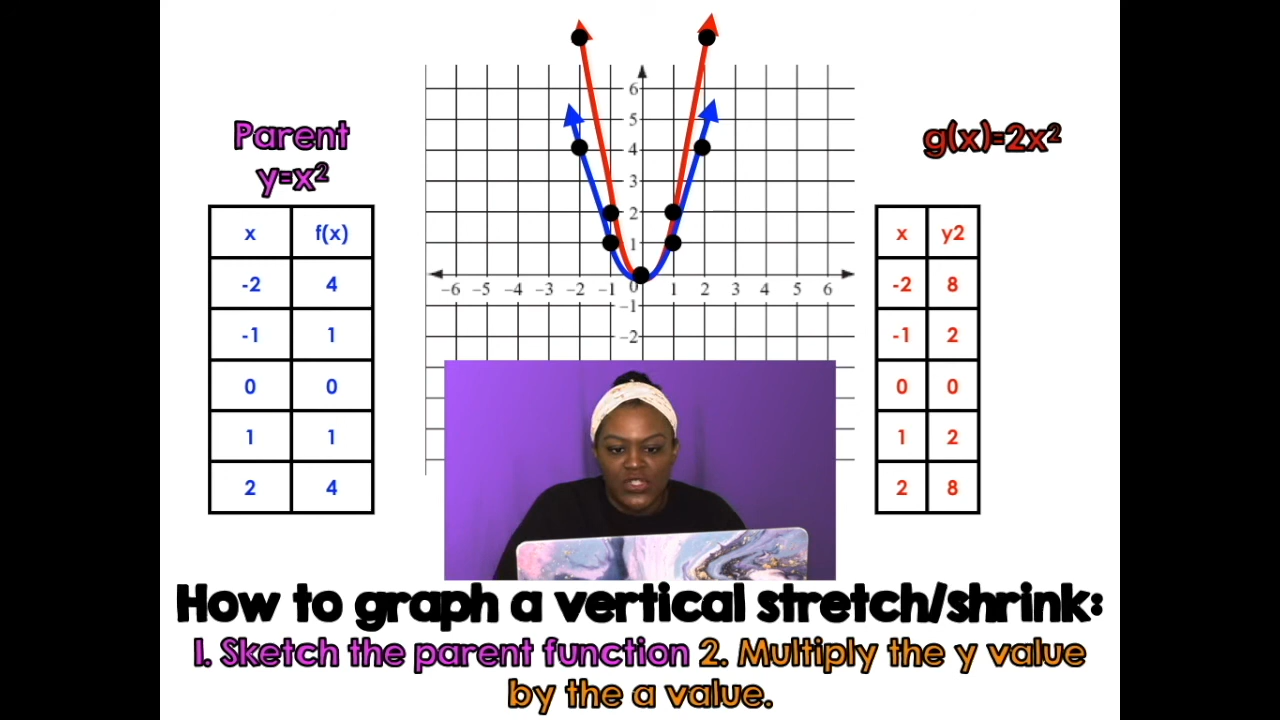 Parent
y=x²
x f(x)
-2 4
-1 1
0 0
1 1
2 4
6
5
4
3
2
1
0
–6 –5 –4 –3 –2 –1 1 2 3 4 5 6
–1
–2
g(x)=2x²
x y2
-2 8
-1 2
0 0
1 2
2 8
How to graph a vertical stretch/shrink:
1. Sketch the parent function 2. Multiply the y value
by the a value.